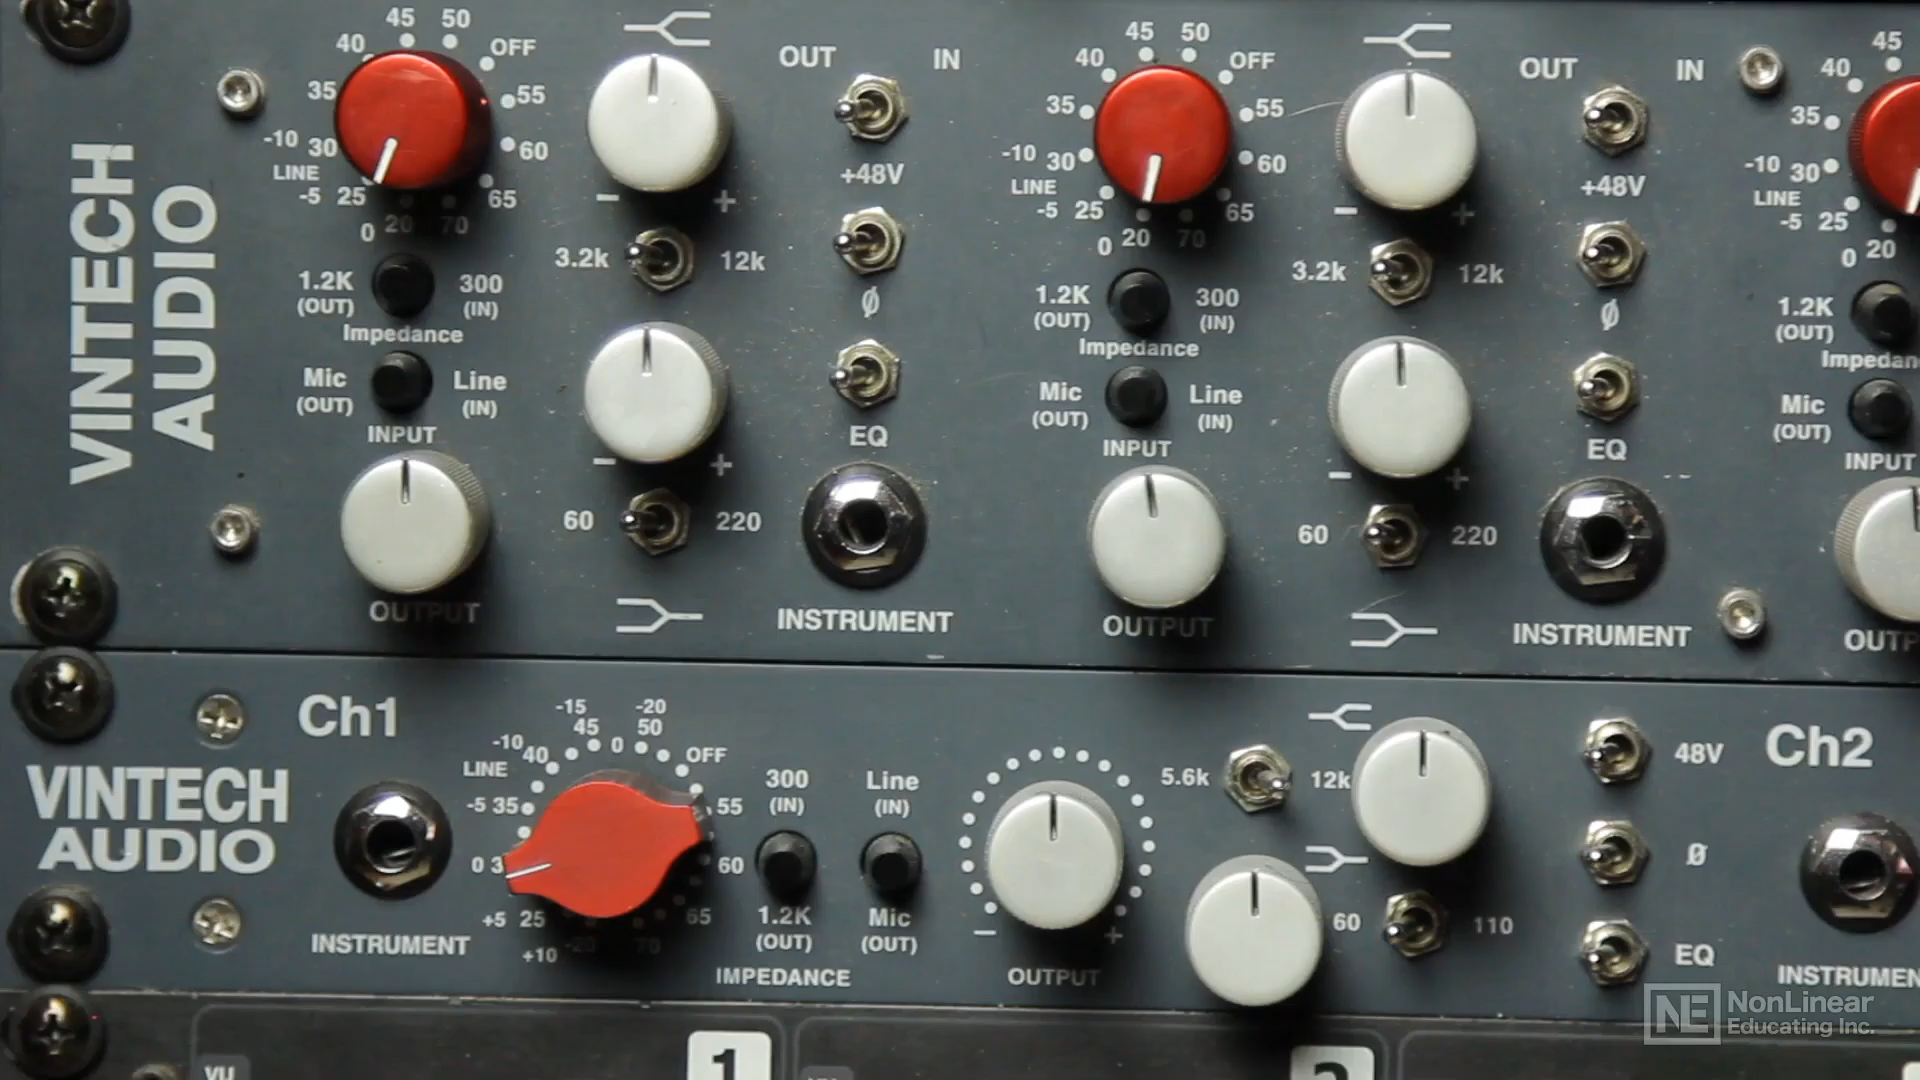 VINTECH
AUDIO
45 50
40 OFF
35 55
-10 30 60
LINE
-5 25 65
0 20 70
1.2K 300
(OUT) (IN)
Impedance
Mic Line
(OUT) (IN)
INPUT
OUTPUT
- +
3.2k 12k
- +
60 220
OUT IN
+48V
Ø
EQ
INSTRUMENT
45 50
40 OFF
35 55
-10 30 60
LINE
-5 25 65
0 20 70
1.2K 300
(OUT) (IN)
Impedance
Mic Line
(OUT) (IN)
INPUT
OUTPUT
- +
3.2k 12k
- +
60 220
OUT IN
+48V
Ø
EQ
INSTRUMENT
45
40
35
-10 30
LINE
-5 25
0 20
1.2K
(OUT)
Mic
(OUT)
INPUT
VINTECH
AUDIO
Ch1
INSTRUMENT
-15 -20
45 0 50
-10 40 OFF
LINE
-5 35 55
0 60
+5 25 65
+10 -20 70
300 Line
(IN) (IN)
1.2K Mic
(OUT) (OUT)
IMPEDANCE
- +
OUTPUT
5.6k 12k
60 110
48V
Ø
EQ
Ch2
VU
1
2
NE NonLinear
Educating Inc.